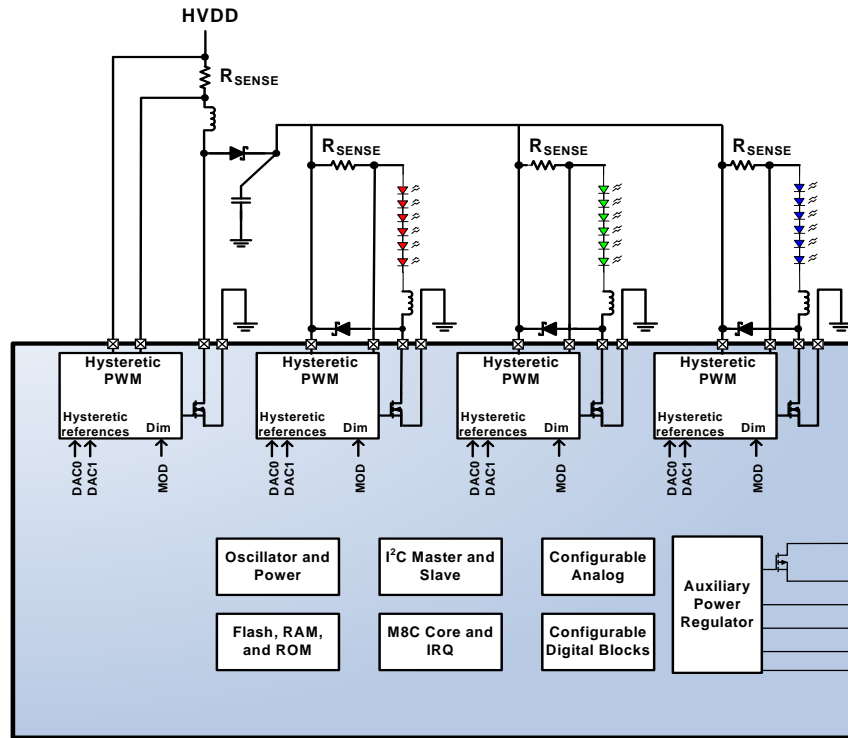 HVDD
RSENSE
RSENSE
RSENSE
RSENSE
Hysteretic
PWM
Hysteretic
references
Dim
DAC0
DAC1
MOD
Hysteretic
PWM
Hysteretic
references
Dim
DAC0
DAC1
MOD
Hysteretic
PWM
Hysteretic
references
Dim
DAC0
DAC1
MOD
Hysteretic
PWM
Hysteretic
references
Dim
DAC0
DAC1
MOD
Oscillator and
Power
I2C Master and
Slave
Configurable
Analog
Auxiliary
Power
Regulator
Flash, RAM,
and ROM
M8C Core and
IRQ
Configurable
Digital Blocks